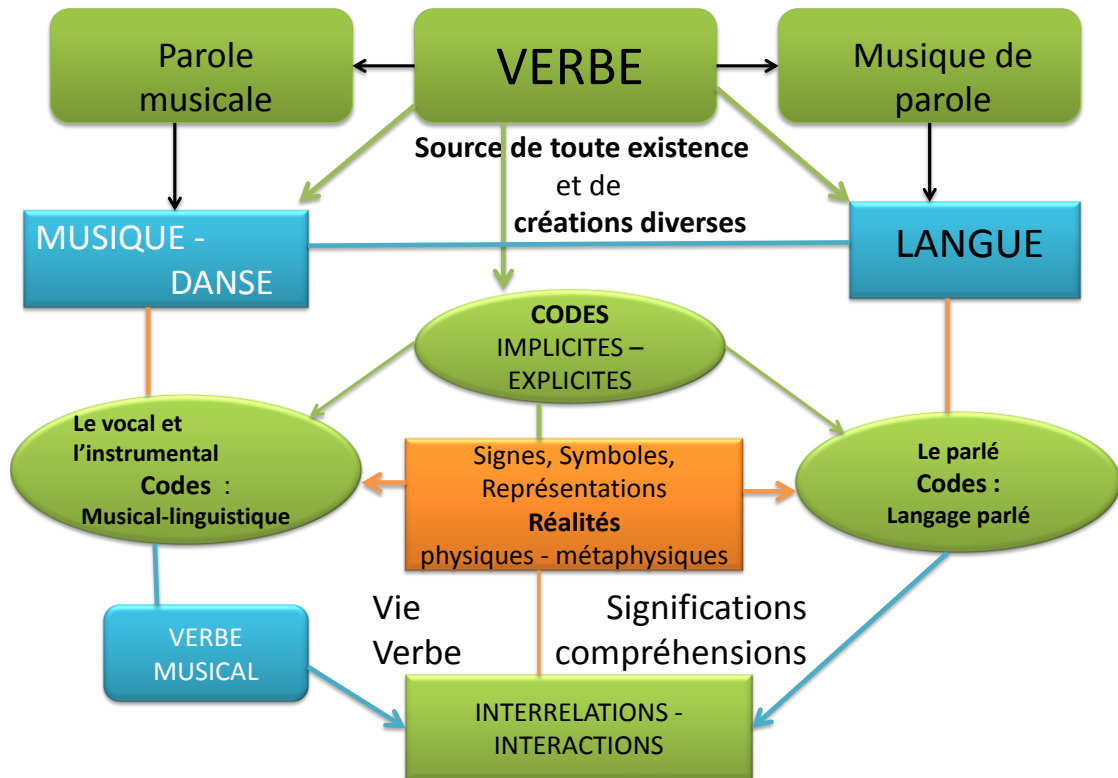 Parole
musicale
VERBE
Musique de
parole
Source de toute existence
et de
créations diverses
MUSIQUE -
DANSE
LANGUE
CODES
IMPLICITES –
EXPLICITES
Le vocal et
l’instrumental
Codes :
Musical-linguistique
Signes, Symboles,
Représentations
Réalités
physiques - métaphysiques
Le parlé
Codes :
Langage parlé
Vie
Verbe
Significations
compréhensions
VERBE
MUSICAL
INTERRELATIONS -
INTERACTIONS